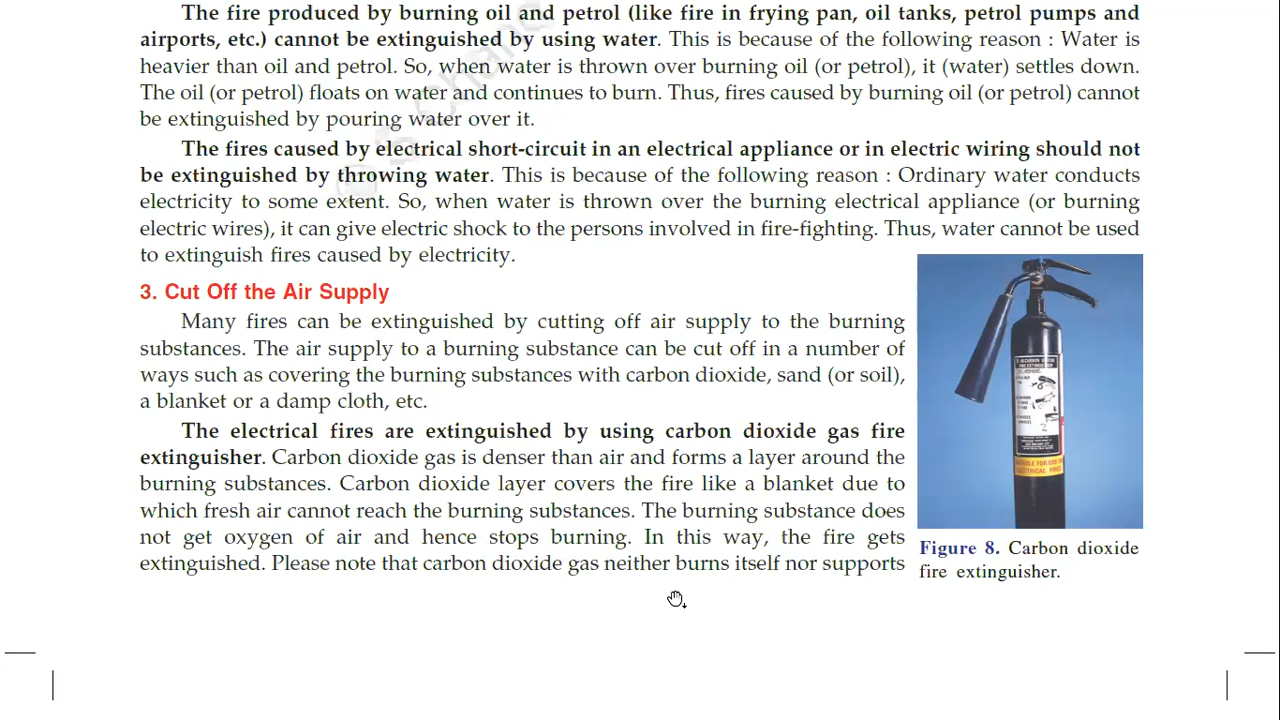 The fire produced by burning oil and petrol (like fire in frying pan, oil tanks, petrol pumps and
airports, etc.) cannot be extinguished by using water. This is because of the following reason : Water is
heavier than oil and petrol. So, when water is thrown over burning oil (or petrol), it (water) settles down.
The oil (or petrol) floats on water and continues to burn. Thus, fires caused by burning oil (or petrol) cannot
be extinguished by pouring water over it.
The fires caused by electrical short-circuit in an electrical appliance or in electric wiring should not
be extinguished by throwing water. This is because of the following reason : Ordinary water conducts
electricity to some extent. So, when water is thrown over the burning electrical appliance (or burning
electric wires), it can give electric shock to the persons involved in fire-fighting. Thus, water cannot be used
to extinguish fires caused by electricity.
3. Cut Off the Air Supply
Many fires can be extinguished by cutting off air supply to the burning
substances. The air supply to a burning substance can be cut off in a number of
ways such as covering the burning substances with carbon dioxide, sand (or soil),
a blanket or a damp cloth, etc.
The electrical fires are extinguished by using carbon dioxide gas fire
extinguisher. Carbon dioxide gas is denser than air and forms a layer around the
burning substances. Carbon dioxide layer covers the fire like a blanket due to
which fresh air cannot reach the burning substances. The burning substance does
not get oxygen of air and hence stops burning. In this way, the fire gets
extinguished. Please note that carbon dioxide gas neither burns itself nor supports
Figure 8. Carbon dioxide
fire extinguisher.